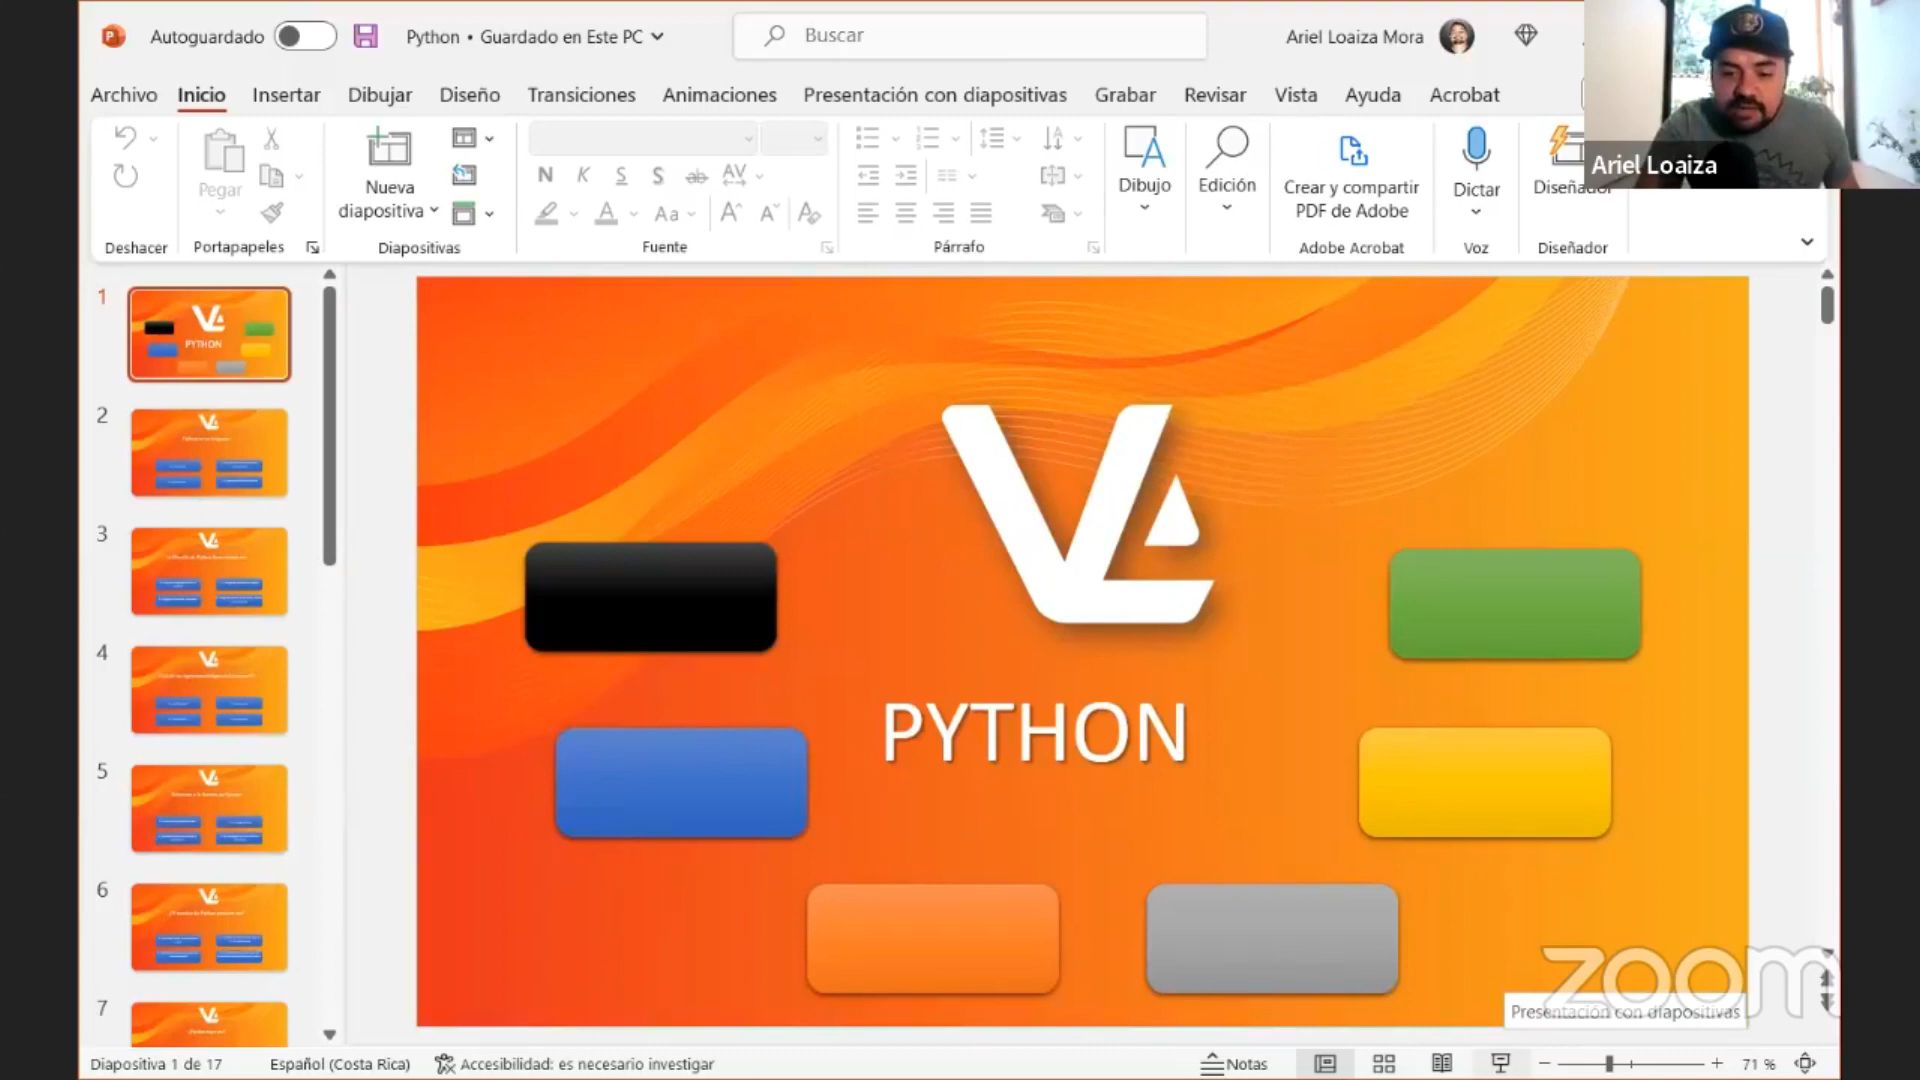 Autoguardado
Python • Guardado en Este PC
Buscar
Ariel Loaiza Mora
Archivo
Inicio
Insertar
Dibujar
Diseño
Transiciones
Animaciones
Presentación con diapositivas
Grabar
Revisar
Vista
Ayuda
Acrobat
Ariel Loaiza
Pegar
Nueva
diapositiva
N K S S ab AV
A Aa A A A
Dibujo
Edición
Crear y compartir
PDF de Adobe
Dictar
Diseñador
Deshacer
Portapapeles
Diapositivas
Fuente
Párrafo
Adobe Acrobat
Voz
Diseñador
1
PYTHON
2
3
4
5
6
7
PYTHON
zoom
Presentación con diapositivas
Diapositiva 1 de 17
Español (Costa Rica)
Accesibilidad: es necesario investigar
Notas
71 %